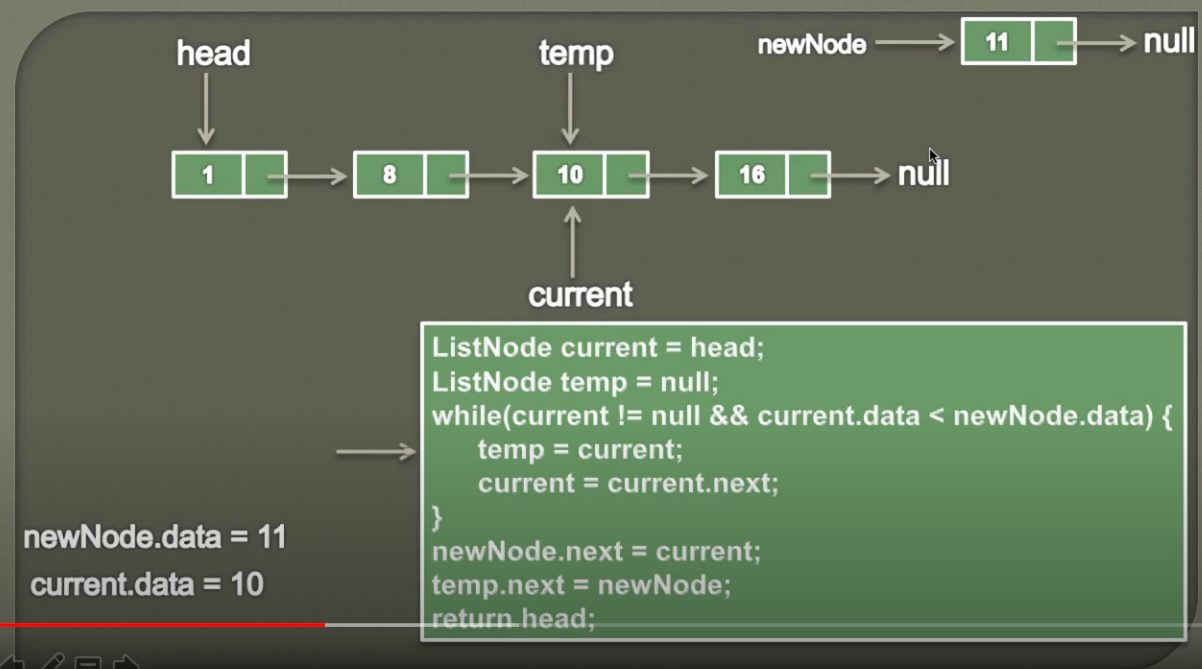 head
temp
newNode
11
null
1
8
10
16
null
current
ListNode current = head;
ListNode temp = null;
while(current != null && current.data < newNode.data) {
temp = current;
current = current.next;
}
newNode.next = current;
temp.next = newNode;
return head;
newNode.data = 11
current.data = 10